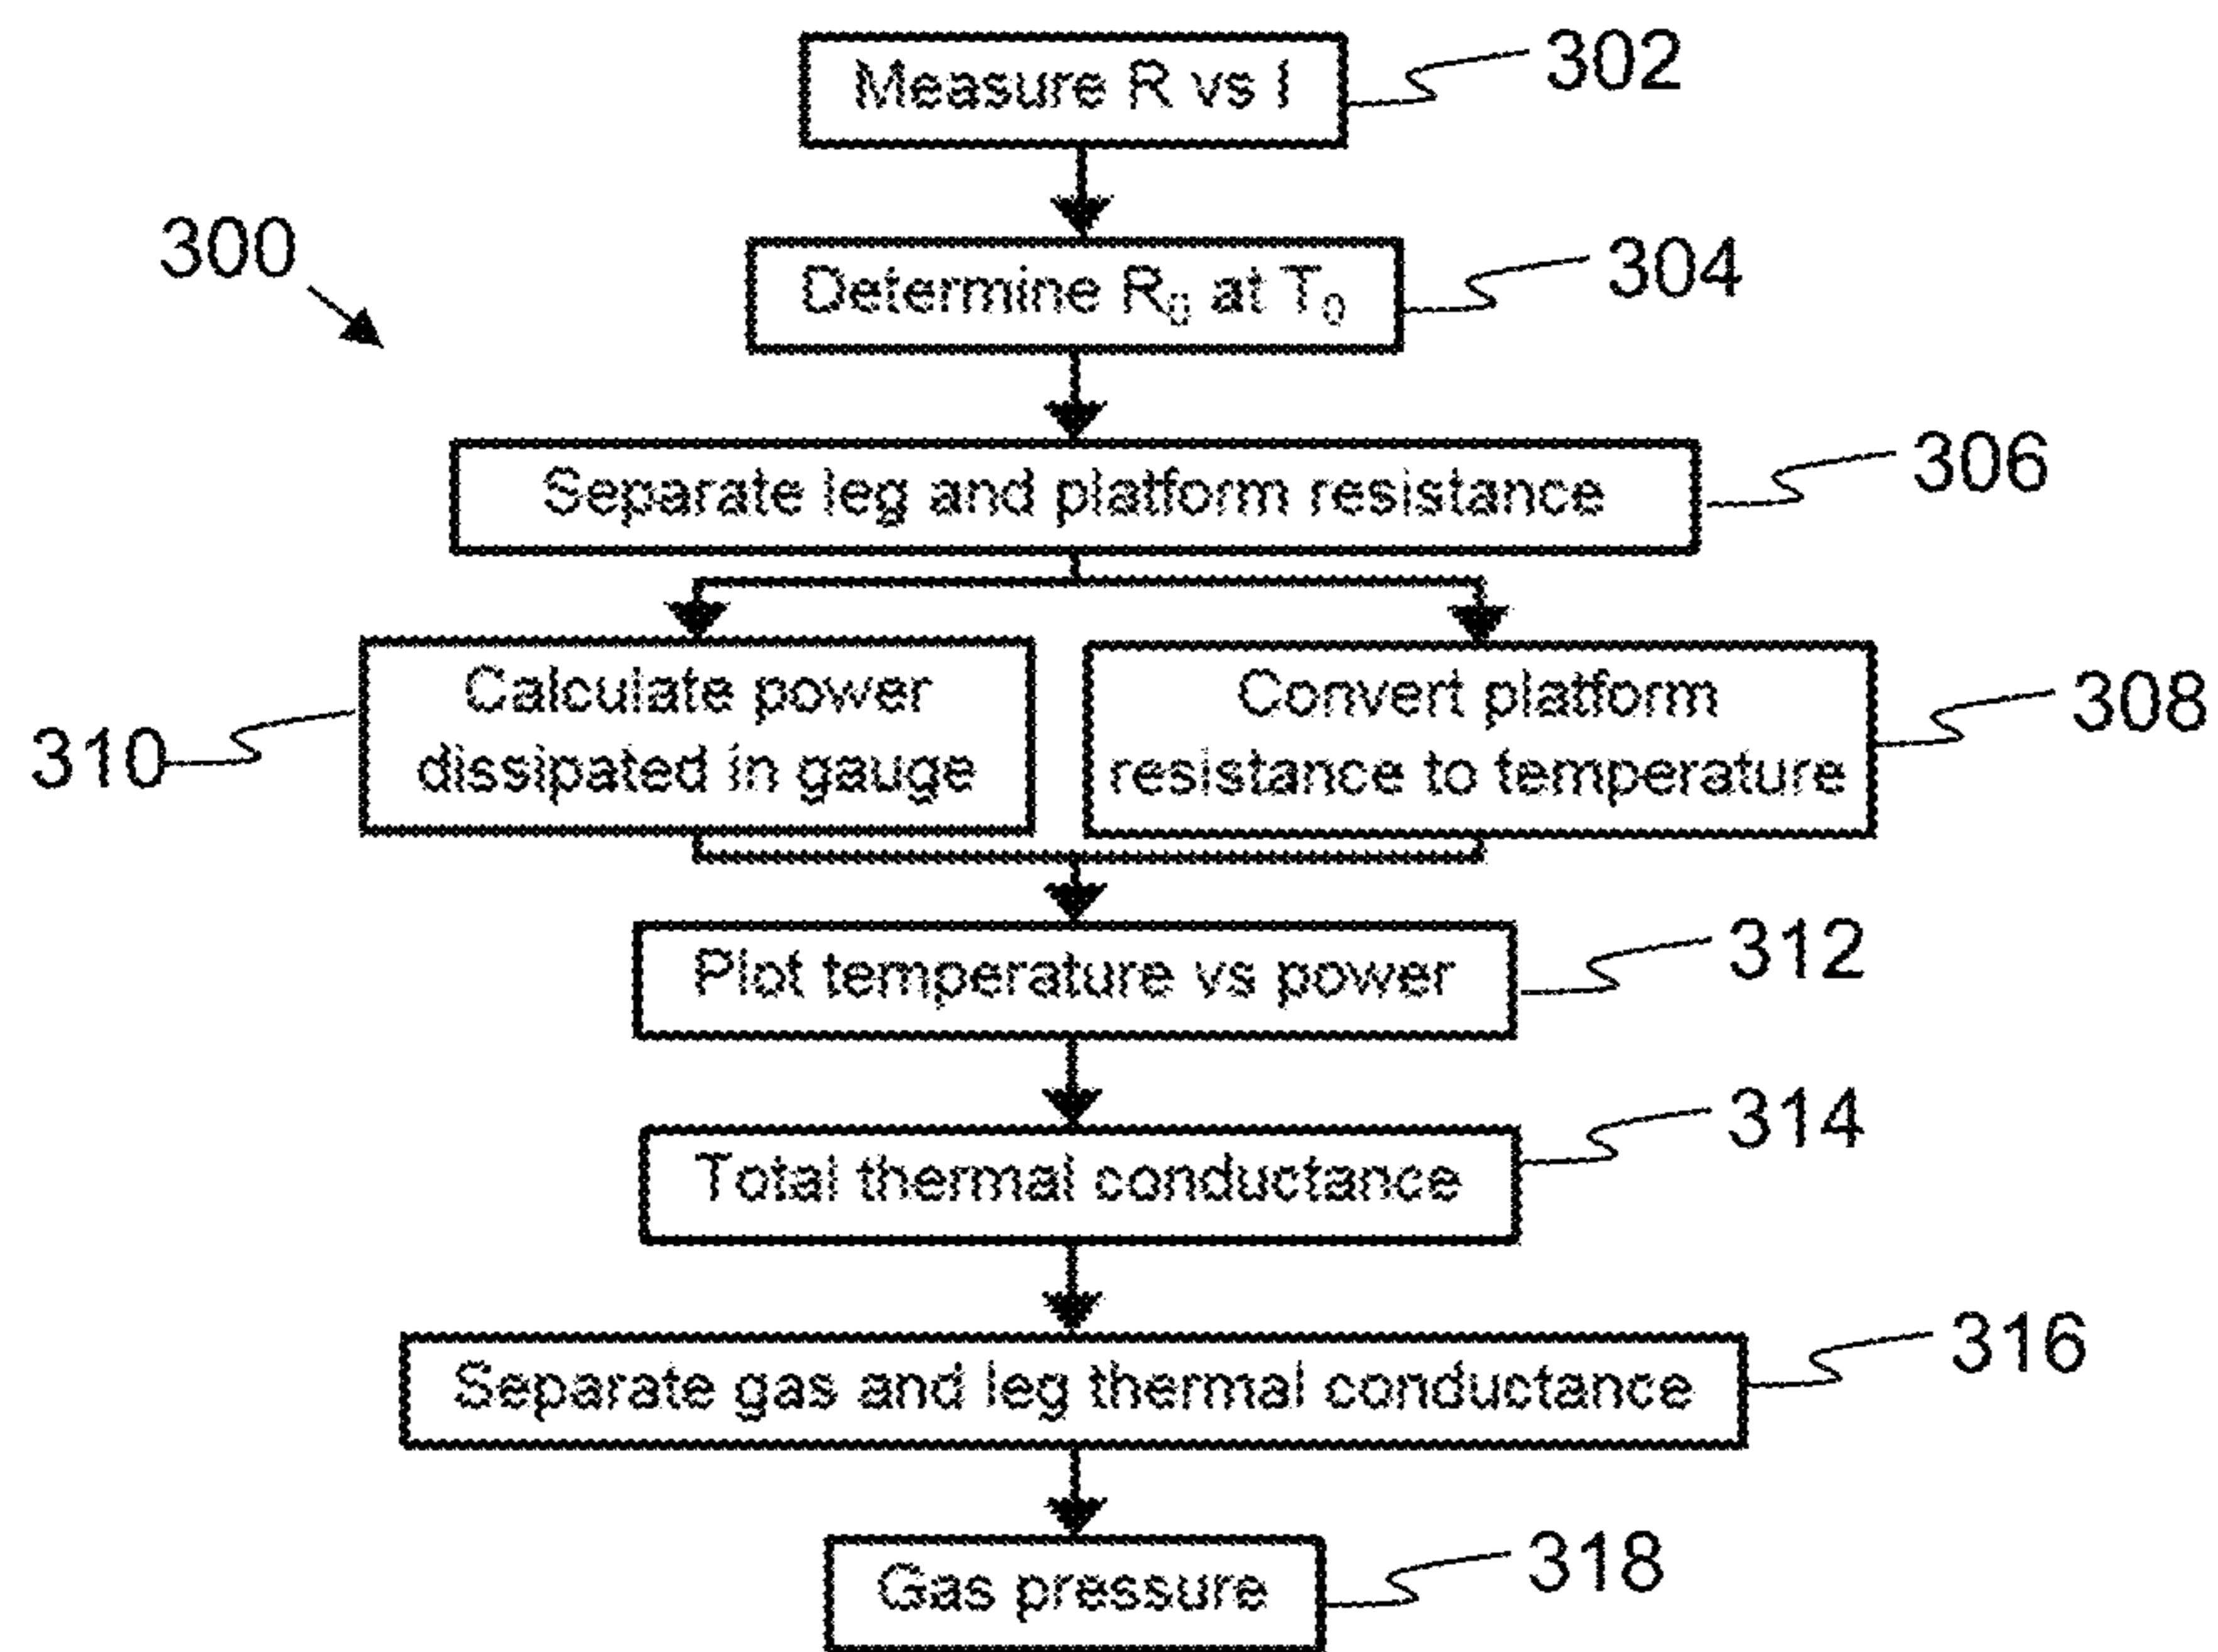 Measure R vs I
302
300
Determine R₀ at T₀
304
Separate leg and platform resistance
306
310
Calculate power
dissipated in gauge
Convert platform
resistance to temperature
308
Plot temperature vs power
312
Total thermal conductance
314
Separate gas and leg thermal conductance
316
Gas pressure
318